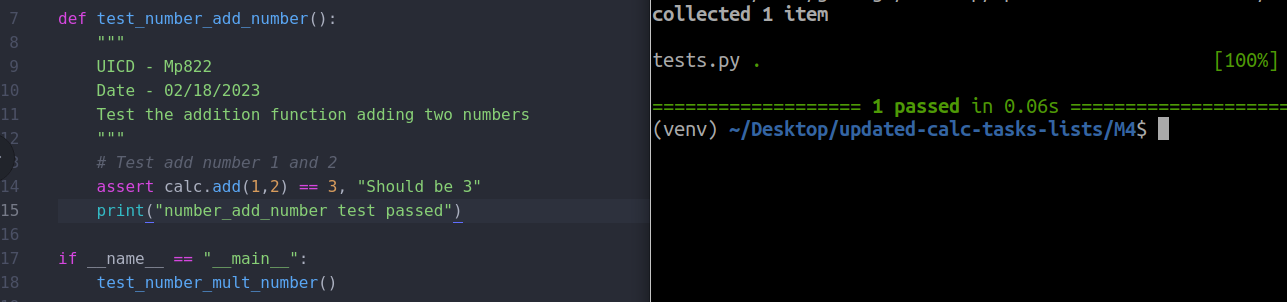 7 def test_number_add_number():
8 """
9 UICD - Mp822
10 Date - 02/18/2023
11 Test the addition function adding two numbers
12 """
# Test add number 1 and 2
14 assert calc.add(1,2) == 3, "Should be 3"
15 print("number_add_number test passed")
16
17 if __name__ == "__main__":
18 test_number_mult_number()
collected 1 item
tests.py . [100%]
=================== 1 passed in 0.06s ====================
(venv) ~/Desktop/updated-calc-tasks-lists/M4$